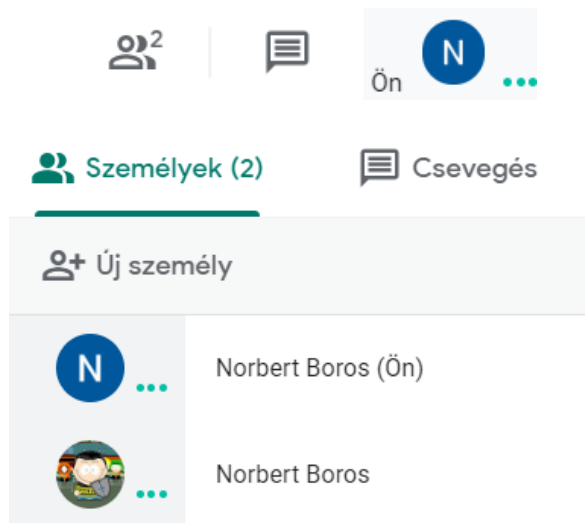 2
Ön N
Személyek (2) Csevegés
Új személy
N Norbert Boros (Ön)
Norbert Boros